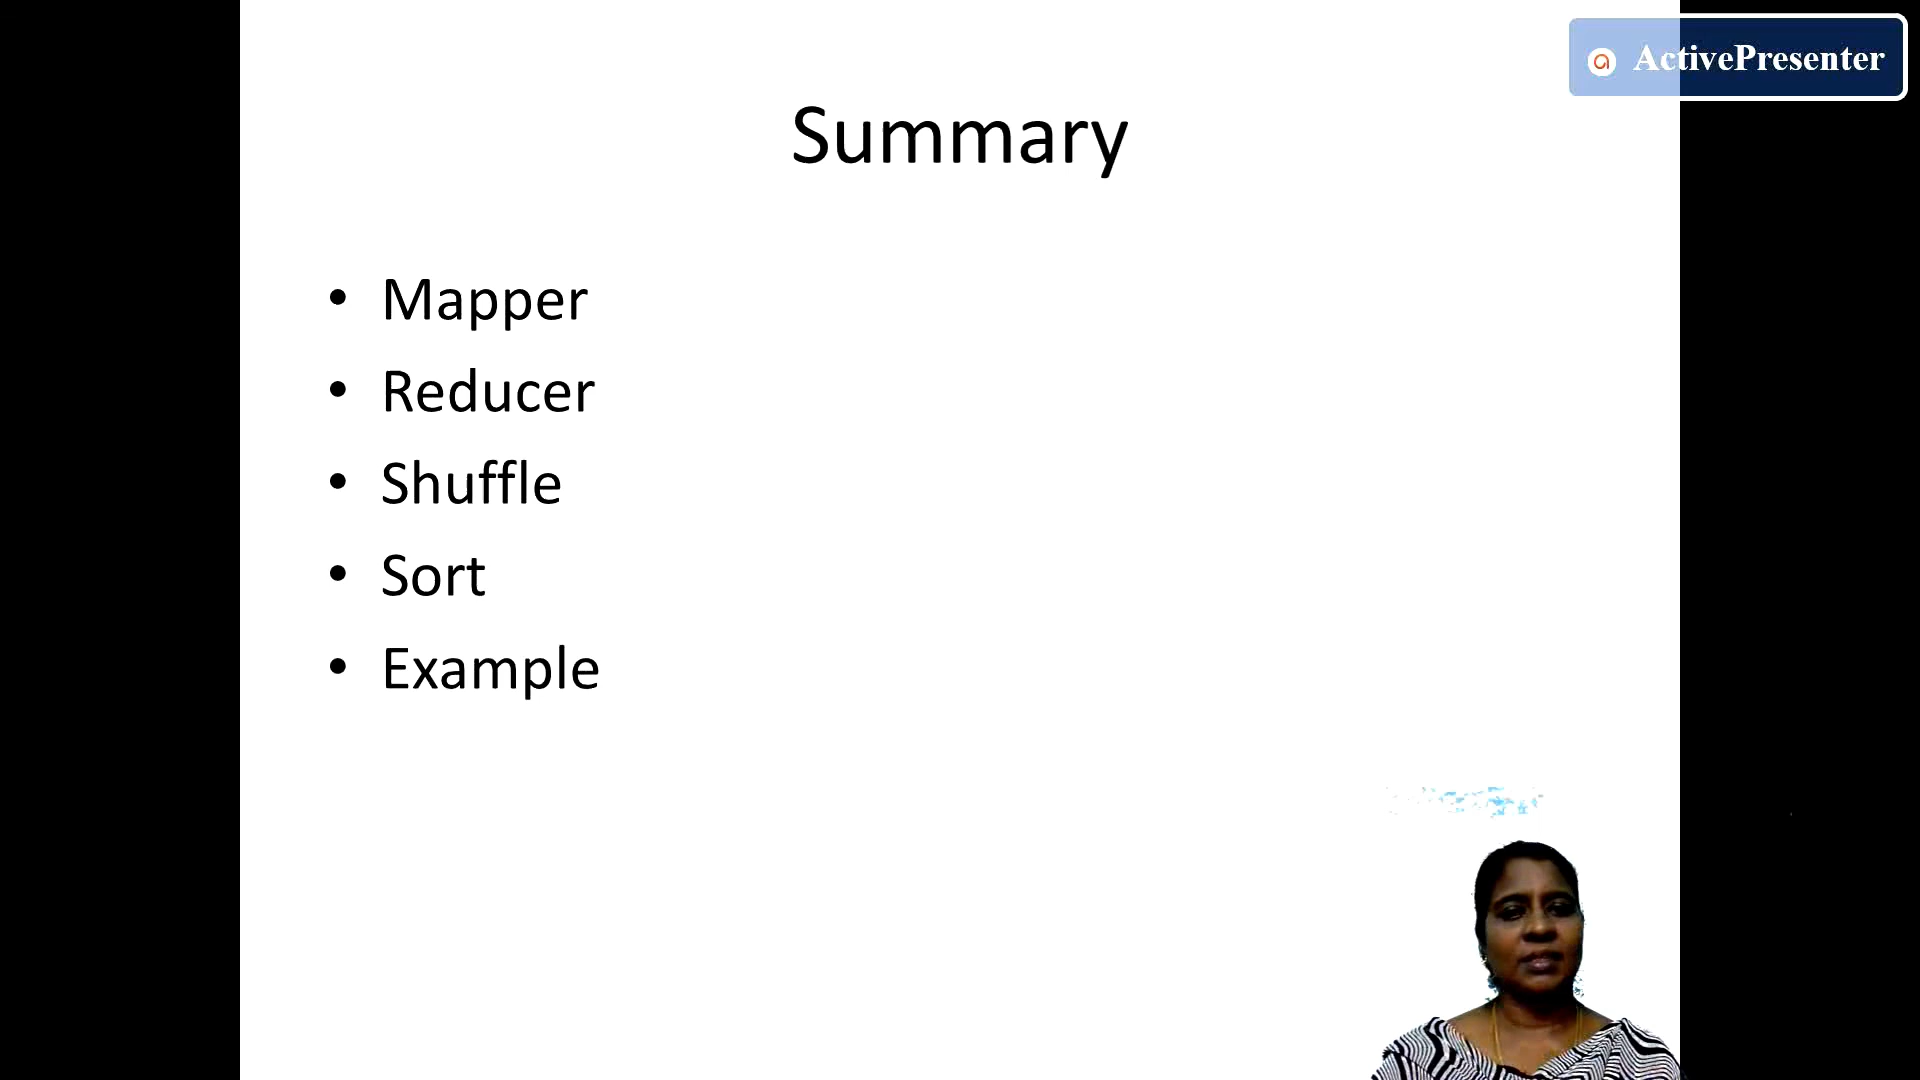 ActivePresenter
Summary
• Mapper
• Reducer
• Shuffle
• Sort
• Example